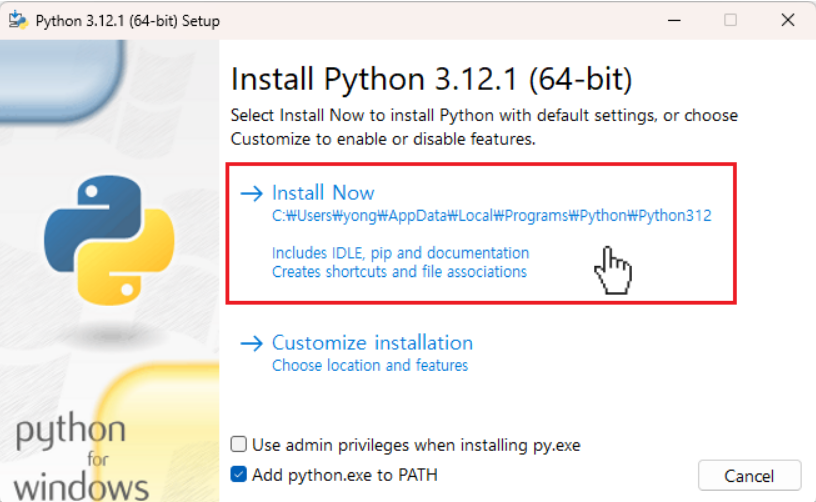 Python 3.12.1 (64-bit) Setup
Install Python 3.12.1 (64-bit)
Select Install Now to install Python with default settings, or choose
Customize to enable or disable features.
Install Now
C:₩Users₩yong₩AppData₩Local₩Programs₩Python₩Python312
Includes IDLE, pip and documentation
Creates shortcuts and file associations
Customize installation
Choose location and features
Use admin privileges when installing py.exe
Add python.exe to PATH
Cancel
python
for
windows